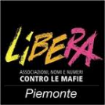 LIBERA
ASSOCIAZIONI, NOMI E NUMERI
CONTRO LE MAFIE
Piemonte